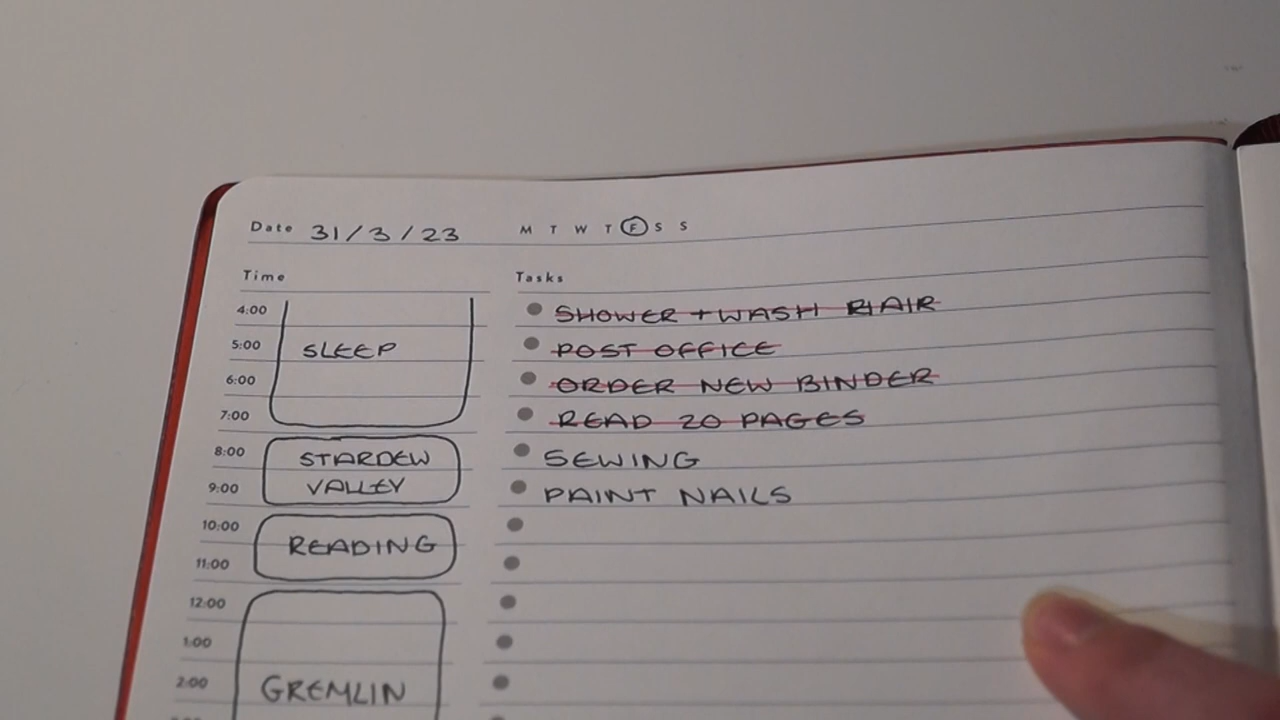 Date 31/3/23 M T W T F S S
Time Tasks
4:00 SHOWER + WASH HAIR
5:00 SLEEP POST OFFICE
6:00 ORDER NEW BINDER
7:00 READ 20 PAGES
8:00 STARDEW SEWING
9:00 VALLEY PAINT NAILS
10:00
READING
11:00
12:00
1:00
2:00 GREMLIN